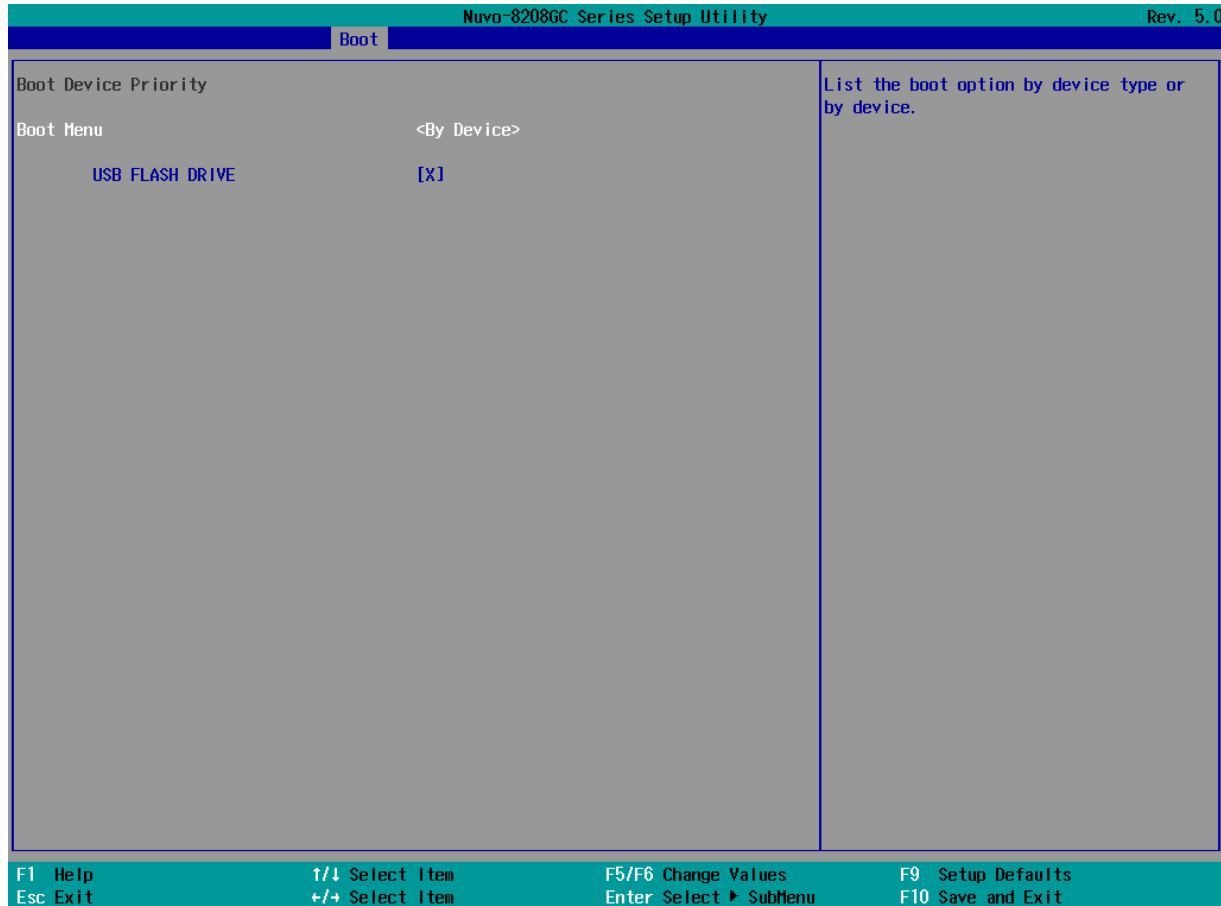 Nuvo-8208GC Series Setup Utility Rev. 5.0
Boot
Boot Device Priority
Boot Menu <By Device>
USB FLASH DRIVE [X]
List the boot option by device type or
by device.
F1 Help ↑/↓ Select Item F5/F6 Change Values F9 Setup Defaults
Esc Exit ←/→ Select Item Enter Select ▶ SubMenu F10 Save and Exit